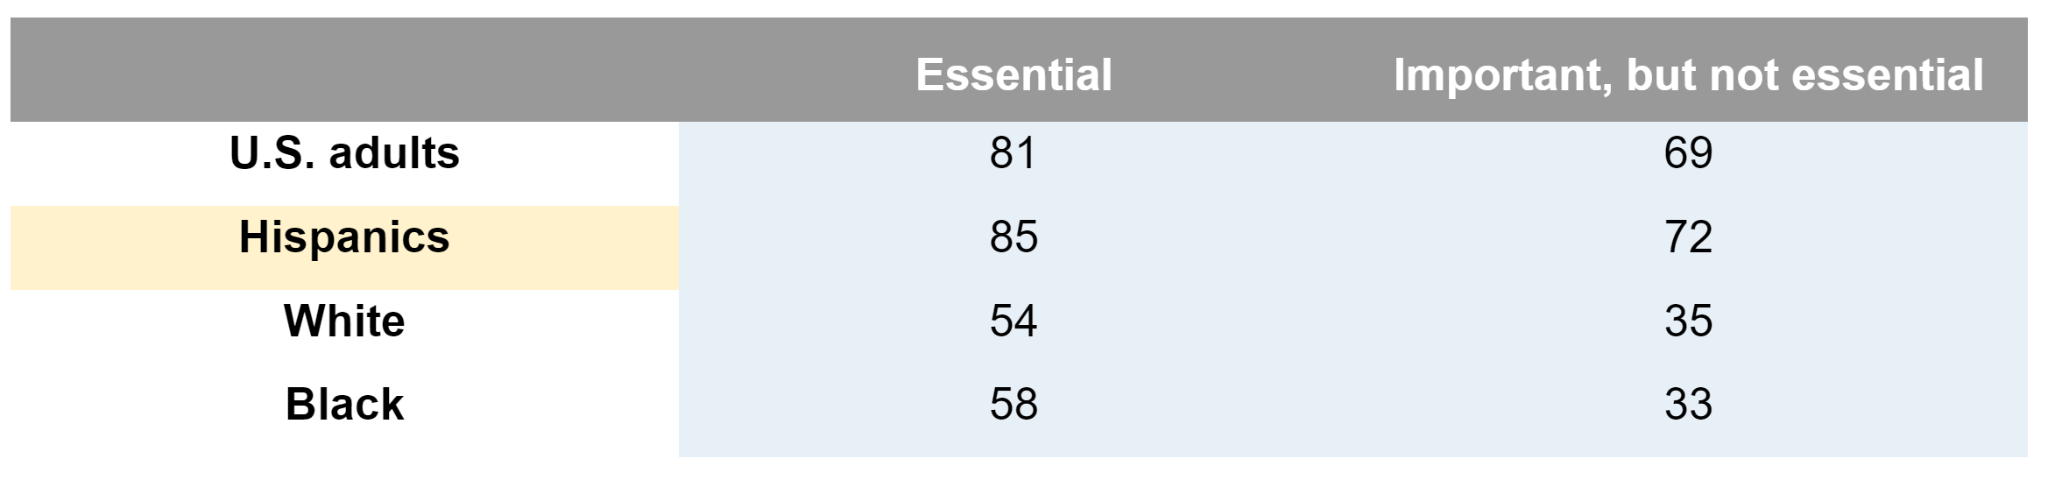 Essential Important, but not essential
U.S. adults 81 69
Hispanics 85 72
White 54 35
Black 58 33